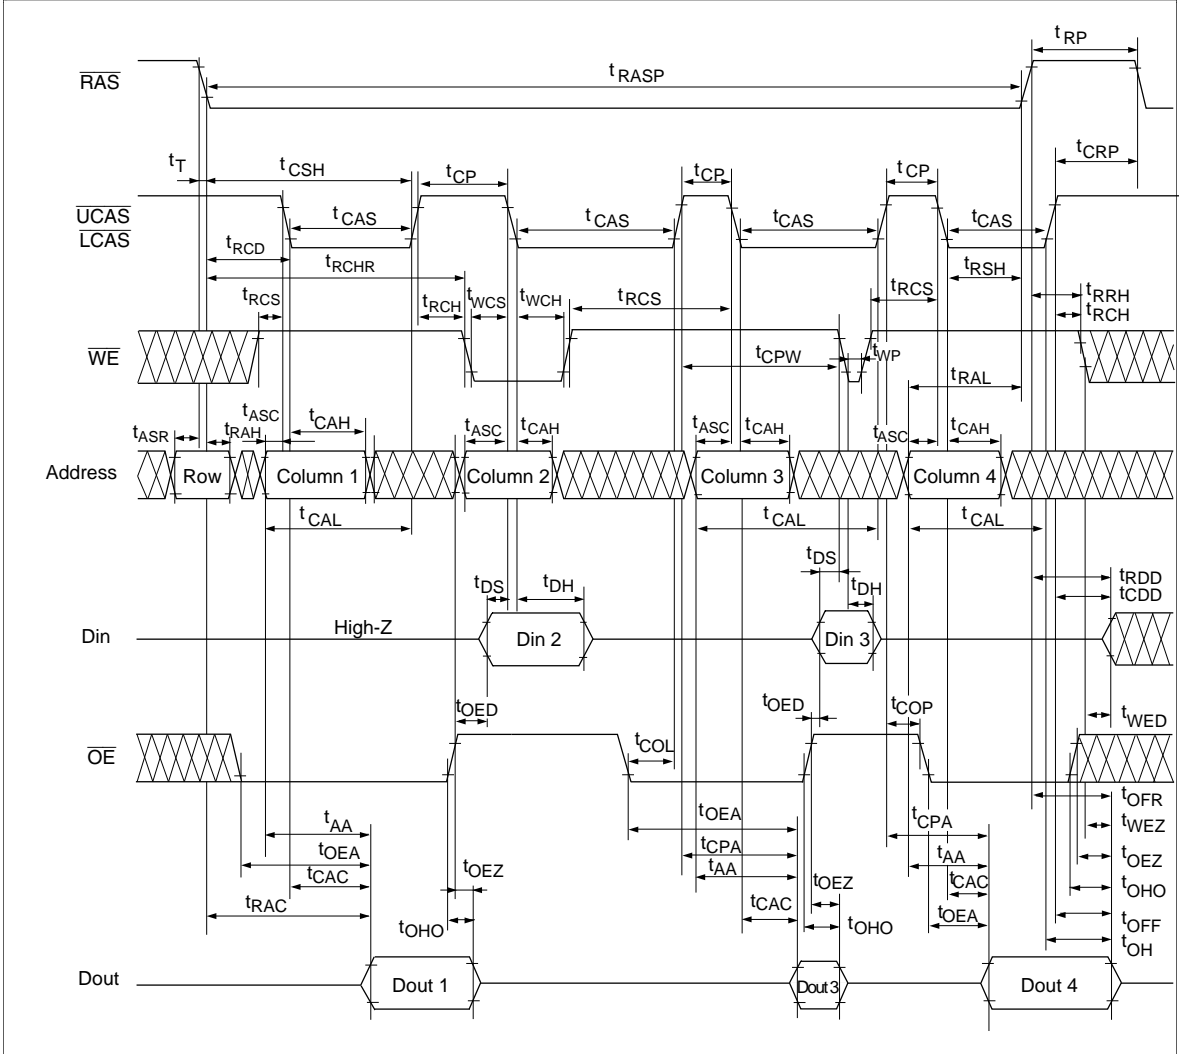 tRP
RAS
tRASP
tT tCSH tCP tCP tCP tCRP
UCAS
LCAS
tCAS tCAS tCAS tCAS
tRCD
tRCHR
tRSH
tRCS tRCH tWCS tWCH tRCS tRCS tRRH
tRCH
WE
tCPW tWP
tRAL
tASR tRAH tASC tCAH tASC tCAH tASC tCAH tASC tCAH
Address Row Column 1 Column 2 Column 3 Column 4
tCAL tCAL tCAL
tDS tDH tDS tDH tRDD
tCDD
Din High-Z Din 2 Din 3
tOED tOED tCOP tWED
OE
tCOL
tOFR
tAA tOEA tCPA tWEZ
tOEA tCPA tAA tOEZ
tCAC tOEZ tAA tOEZ tCAC tOHO
tRAC tOHO tCAC tOHO tOEA tOFF
tOH
Dout Dout 1 Dout 3 Dout 4